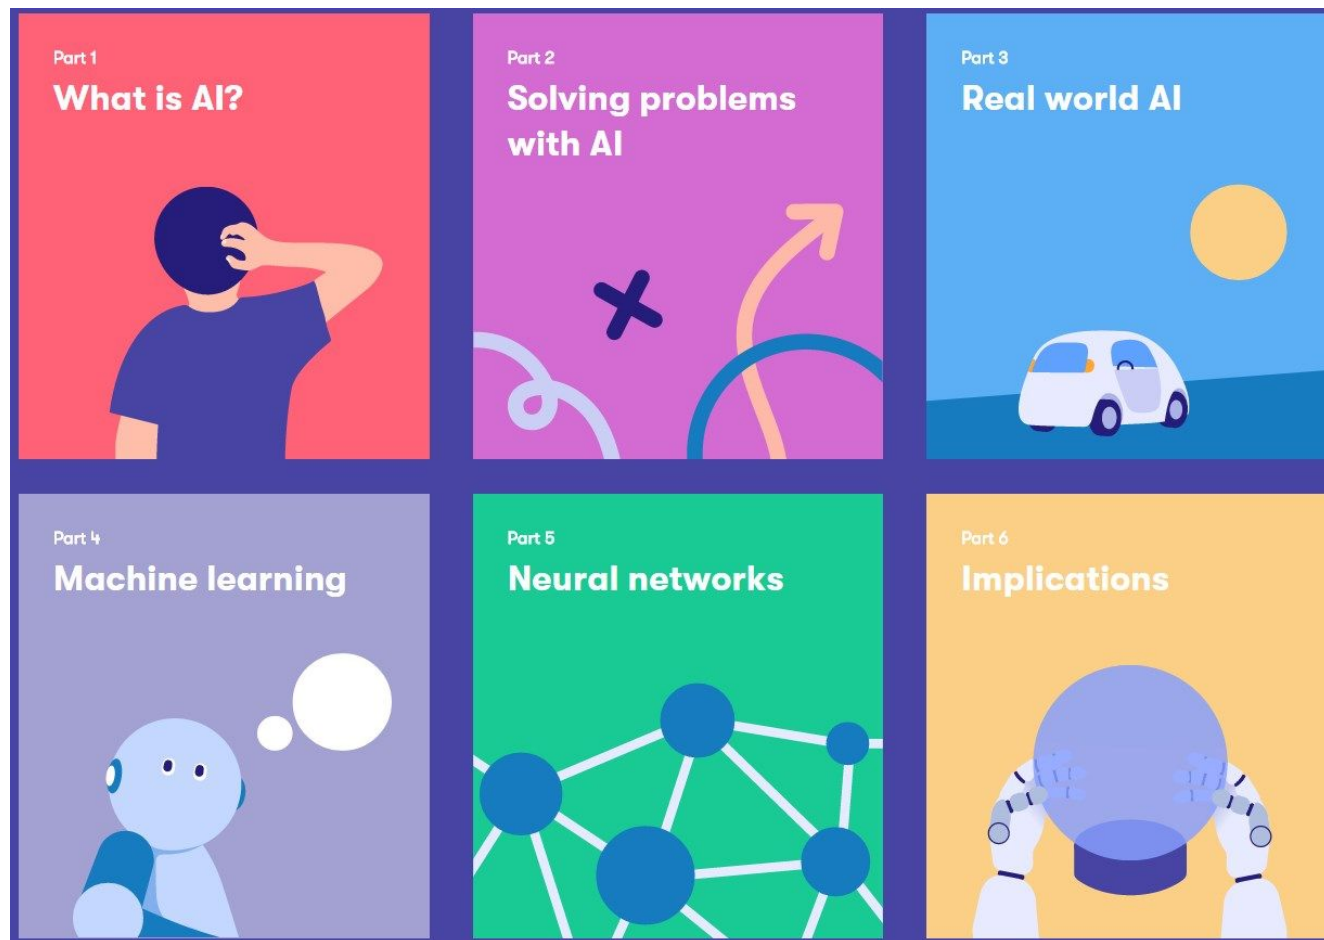 Part 1
What is AI?
Part 2
Solving problems
with AI
Part 3
Real world AI
Part 4
Machine learning
Part 5
Neural networks
Part 6
Implications